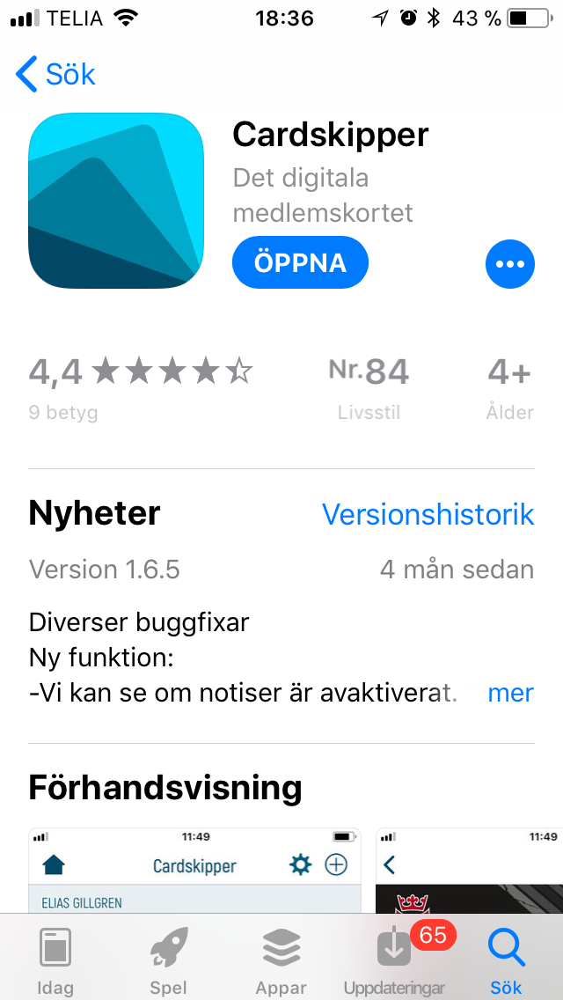 TELIA 18:36 43 %
Sök
Cardskipper
Det digitala
medlemskortet
ÖPPNA
4,4 Nr.84 4+
9 betyg Livsstil Ålder
Nyheter Versionshistorik
Version 1.6.5 4 mån sedan
Diverser buggfixar
Ny funktion:
-Vi kan se om notiser är avaktiverat. mer
Förhandsvisning
11:49 11:49
Cardskipper
ELIAS GILLGREN
65
Idag Spel Appar Uppdateringar Sök